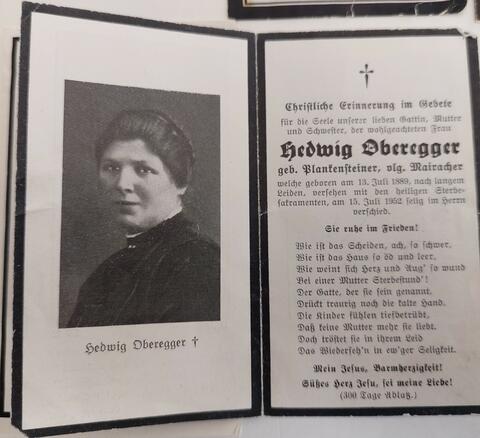 Hedwig Oberegger †
†
Christliche Erinnerung im Gebete
für die Seele unserer lieben Gattin, Mutter
und Schwester, der wohlgeachteten Frau
Hedwig Oberegger
geb. Plankensteiner, vlg. Mairacher
welche geboren am 13. Juli 1889, nach langem
Leiden, versehen mit den heiligen Sterbe-
sakramenten, am 15. Juli 1952 selig im Herrn
verschied.
Sie ruhe im Frieden!
Wie ist das Scheiden, ach, so schwer,
Wie ist das Haus so öd und leer.
Wie weint sich Herz und Aug' so wund
Bei einer Mutter Sterbestund'!
Der Gatte, der sie sein genannt,
Drückt traurig noch die kalte Hand.
Die Kinder fühlen tiefbetrübt,
Daß keine Mutter mehr sie liebt.
Doch tröstet sie in ihrem Leid
Das Wiederseh'n in ew'ger Seligkeit.
Mein Jesus, Barmherzigkeit!
Süßes Herz Jesu, sei meine Liebe!
(300 Tage Ablaß.)